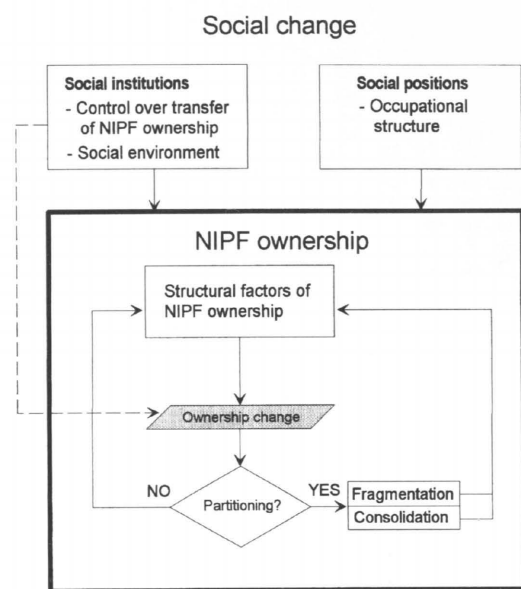 Social change
Social institutions
- Control over transfer
of NIPF ownership
- Social environment
Social positions
- Occupational
structure
NIPF ownership
Structural factors of
NIPF ownership
Ownership change
NO
Partitioning?
YES
Fragmentation
Consolidation